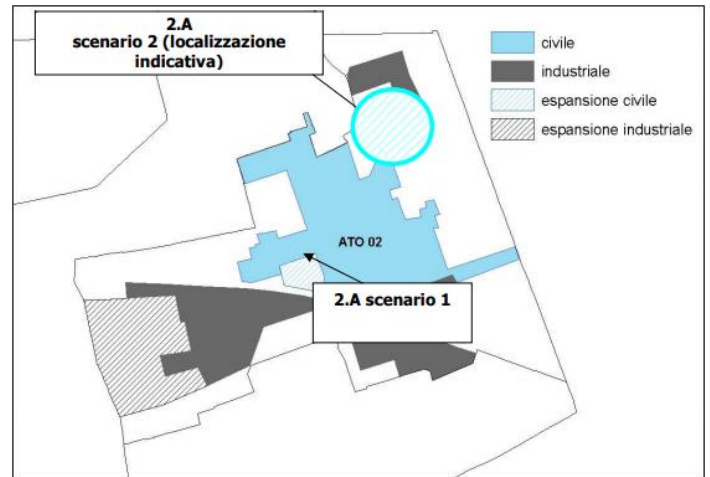 2.A
scenario 2 (localizzazione
indicativa)
civile
industriale
espansione civile
espansione industriale
ATO 02
2.A scenario 1